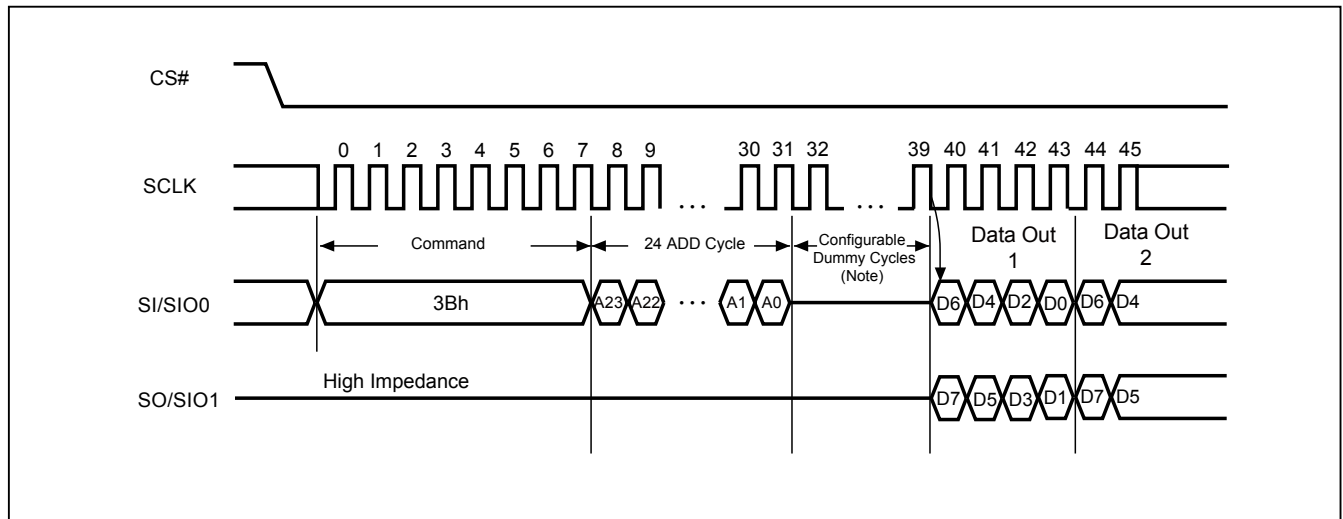 CS#
0 1 2 3 4 5 6 7 8 9 30 31 32 39 40 41 42 43 44 45
SCLK
... ...
Command
24 ADD Cycle
Configurable
Dummy Cycles
(Note)
Data Out
1
Data Out
2
SI/SIO0
3Bh
A23 A22 ... A1 A0
D6 D4 D2 D0 D6 D4
High Impedance
SO/SIO1
D7 D5 D3 D1 D7 D5